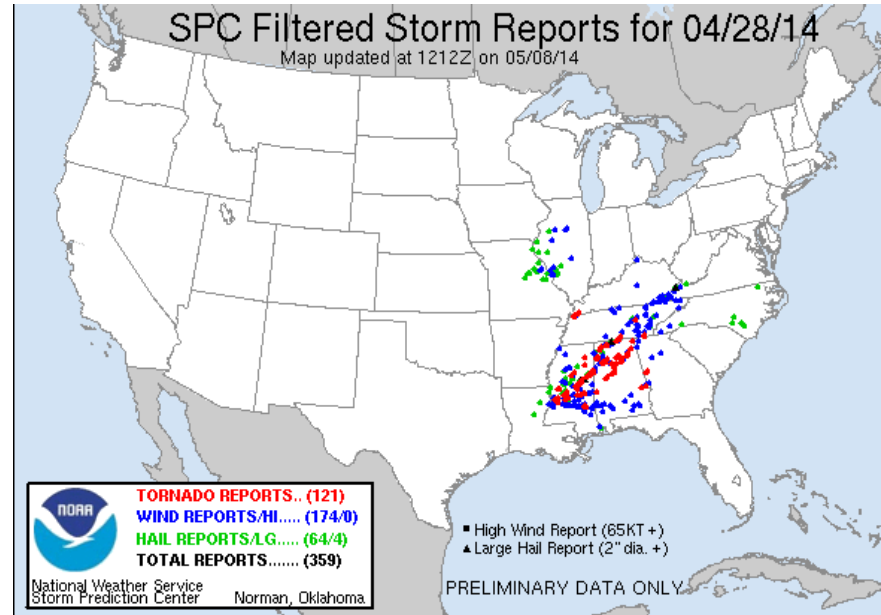 SPC Filtered Storm Reports for 04/28/14
Map updated at 1212Z on 05/08/14
NOAA
TORNADO REPORTS.. (121)
WIND REPORTS/HI..... (174/0)
HAIL REPORTS/LG..... (64/4)
TOTAL REPORTS....... (359)
National Weather Service
Storm Prediction Center Norman, Oklahoma
High Wind Report (65KT +)
Large Hail Report (2" dia. +)
PRELIMINARY DATA ONLY